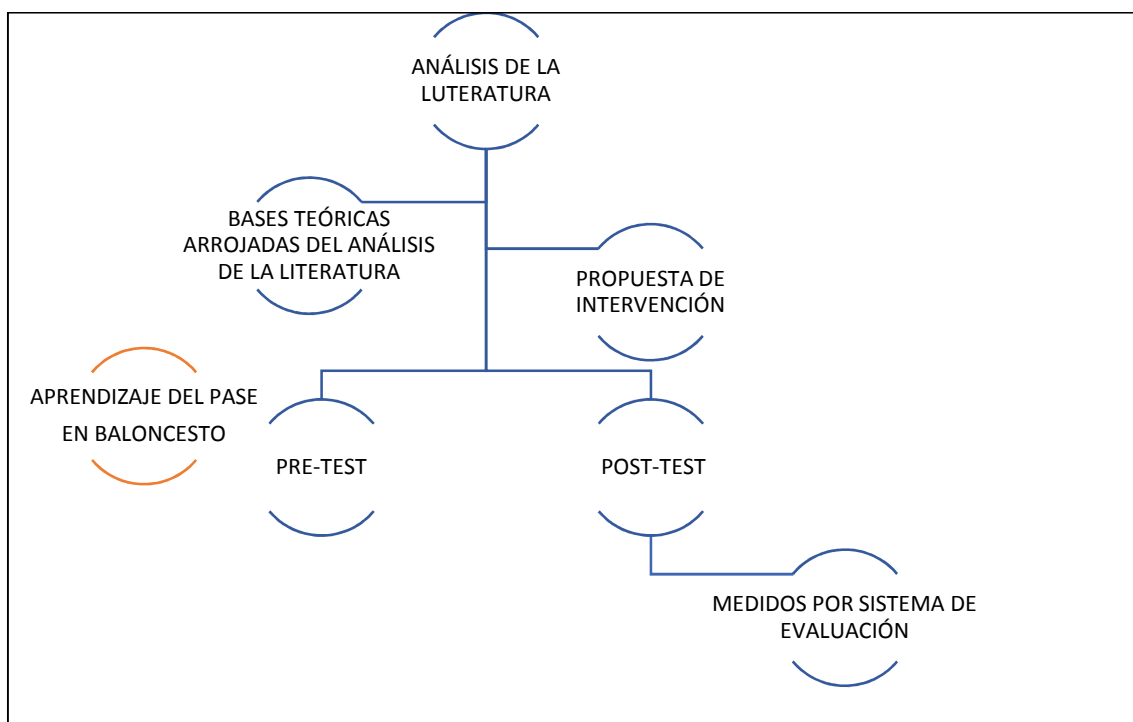 ANÁLISIS DE LA
LUTERATURA
BASES TEÓRICAS
ARROJADAS DEL ANÁLISIS
DE LA LITERATURA
PROPUESTA DE
INTERVENCIÓN
APRENDIZAJE DEL PASE
EN BALONCESTO
PRE-TEST
POST-TEST
MEDIDOS POR SISTEMA DE
EVALUACIÓN